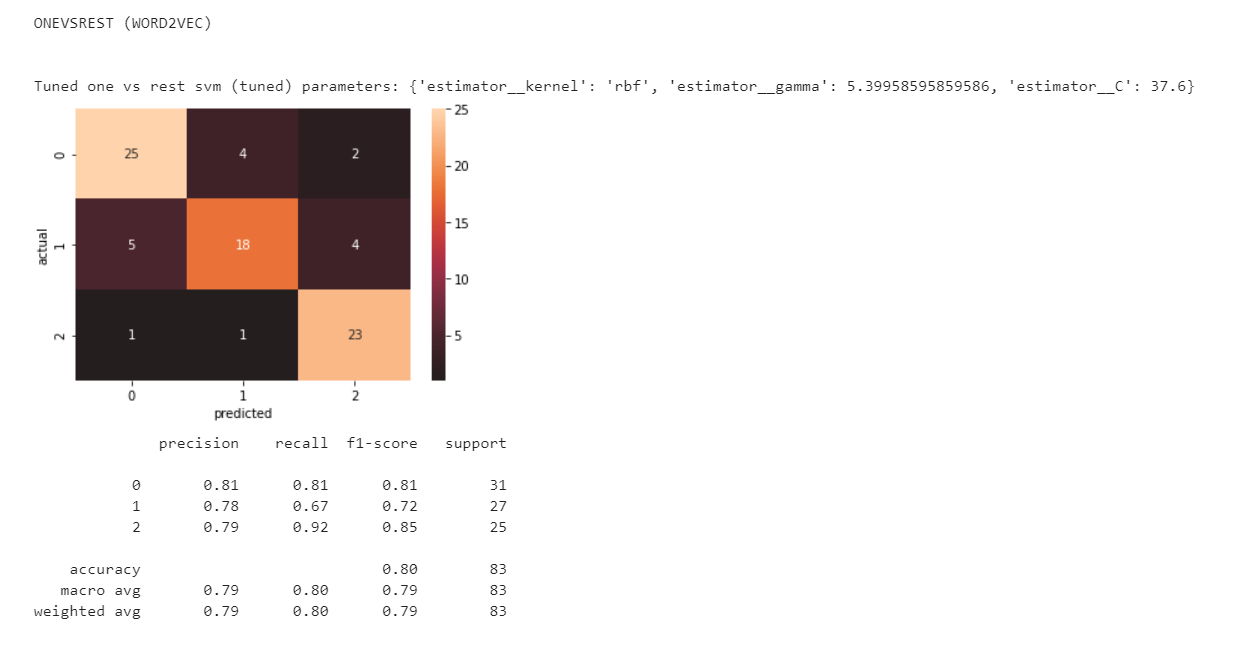 ONEVSREST (WORD2VEC)
Tuned one vs rest svm (tuned) parameters: {'estimator__kernel': 'rbf', 'estimator__gamma': 5.39958595859586, 'estimator__C': 37.6}
25
0 25 4 2
20
15
actual
1 5 18 4
10
2 1 1 23
5
0 1 2
predicted
precision recall f1-score support
0 0.81 0.81 0.81 31
1 0.78 0.67 0.72 27
2 0.79 0.92 0.85 25
accuracy 0.80 83
macro avg 0.79 0.80 0.79 83
weighted avg 0.79 0.80 0.79 83